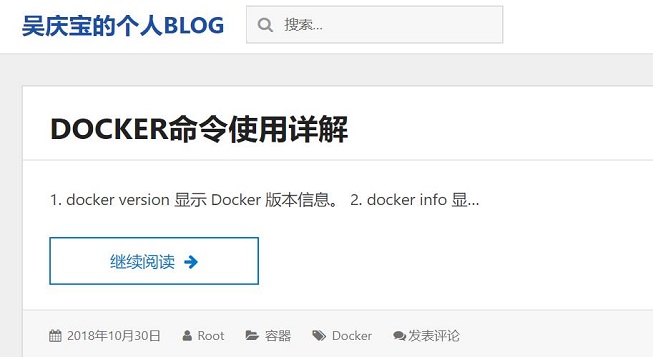 吴庆宝的个人BLOG 搜索...
DOCKER命令使用详解
1. docker version 显示 Docker 版本信息。 2. docker info 显...
继续阅读
2018年10月30日 Root 容器 Docker 发表评论